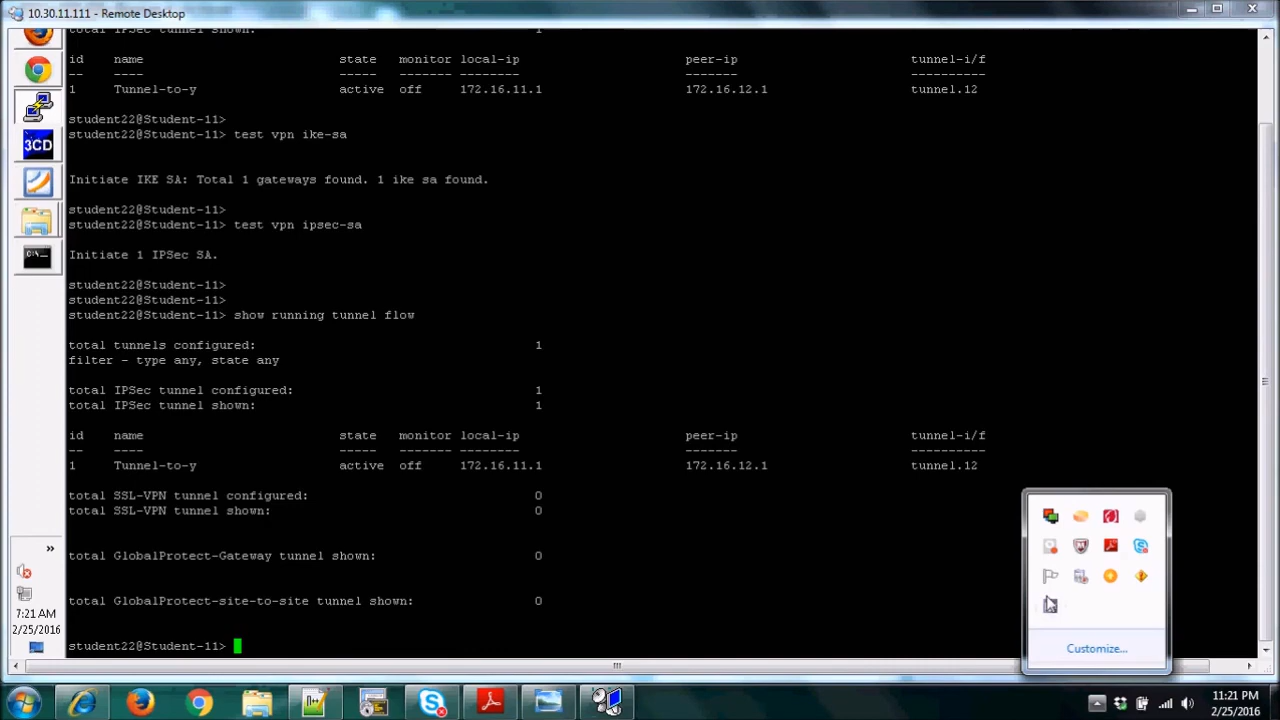 10.30.11.111 - Remote Desktop
total IPSec tunnel shown: 1
id name state monitor local-ip peer-ip tunnel-i/f
-- ---- ----- ------- -------- ------- ----------
1 Tunnel-to-y active off 172.16.11.1 172.16.12.1 tunnel.12
student22@Student-11>
student22@Student-11> test vpn ike-sa
Initiate IKE SA: Total 1 gateways found. 1 ike sa found.
student22@Student-11>
student22@Student-11> test vpn ipsec-sa
Initiate 1 IPSec SA.
student22@Student-11>
student22@Student-11>
student22@Student-11> show running tunnel flow
total tunnels configured: 1
filter - type any, state any
total IPSec tunnel configured: 1
total IPSec tunnel shown: 1
id name state monitor local-ip peer-ip tunnel-i/f
-- ---- ----- ------- -------- ------- ----------
1 Tunnel-to-y active off 172.16.11.1 172.16.12.1 tunnel.12
total SSL-VPN tunnel configured: 0
total SSL-VPN tunnel shown: 0
total GlobalProtect-Gateway tunnel shown: 0
total GlobalProtect-site-to-site tunnel shown: 0
student22@Student-11>
3CD
C:\
7:21 AM
2/25/2016
Customize...
11:21 PM
2/25/2016